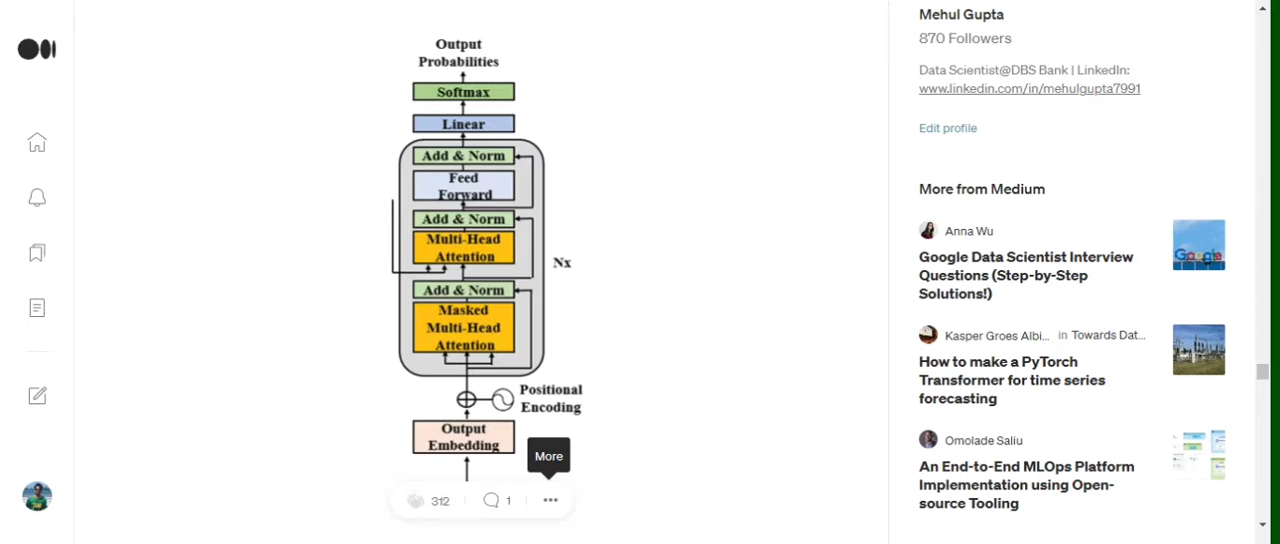 Output
Probabilities
Softmax
Linear
Add & Norm
Feed
Forward
Add & Norm
Multi-Head
Attention
Nx
Add & Norm
Masked
Multi-Head
Attention
Positional
Encoding
Output
Embedding
More
312
1
Mehul Gupta
870 Followers
Data Scientist@DBS Bank | LinkedIn:
www.linkedin.com/in/mehulgupta7991
Edit profile
More from Medium
Anna Wu
Google Data Scientist Interview
Questions (Step-by-Step
Solutions!)
Google
Kasper Groes Albi... in Towards Dat...
How to make a PyTorch
Transformer for time series
forecasting
Omolade Saliu
An End-to-End MLOps Platform
Implementation using Open-
source Tooling